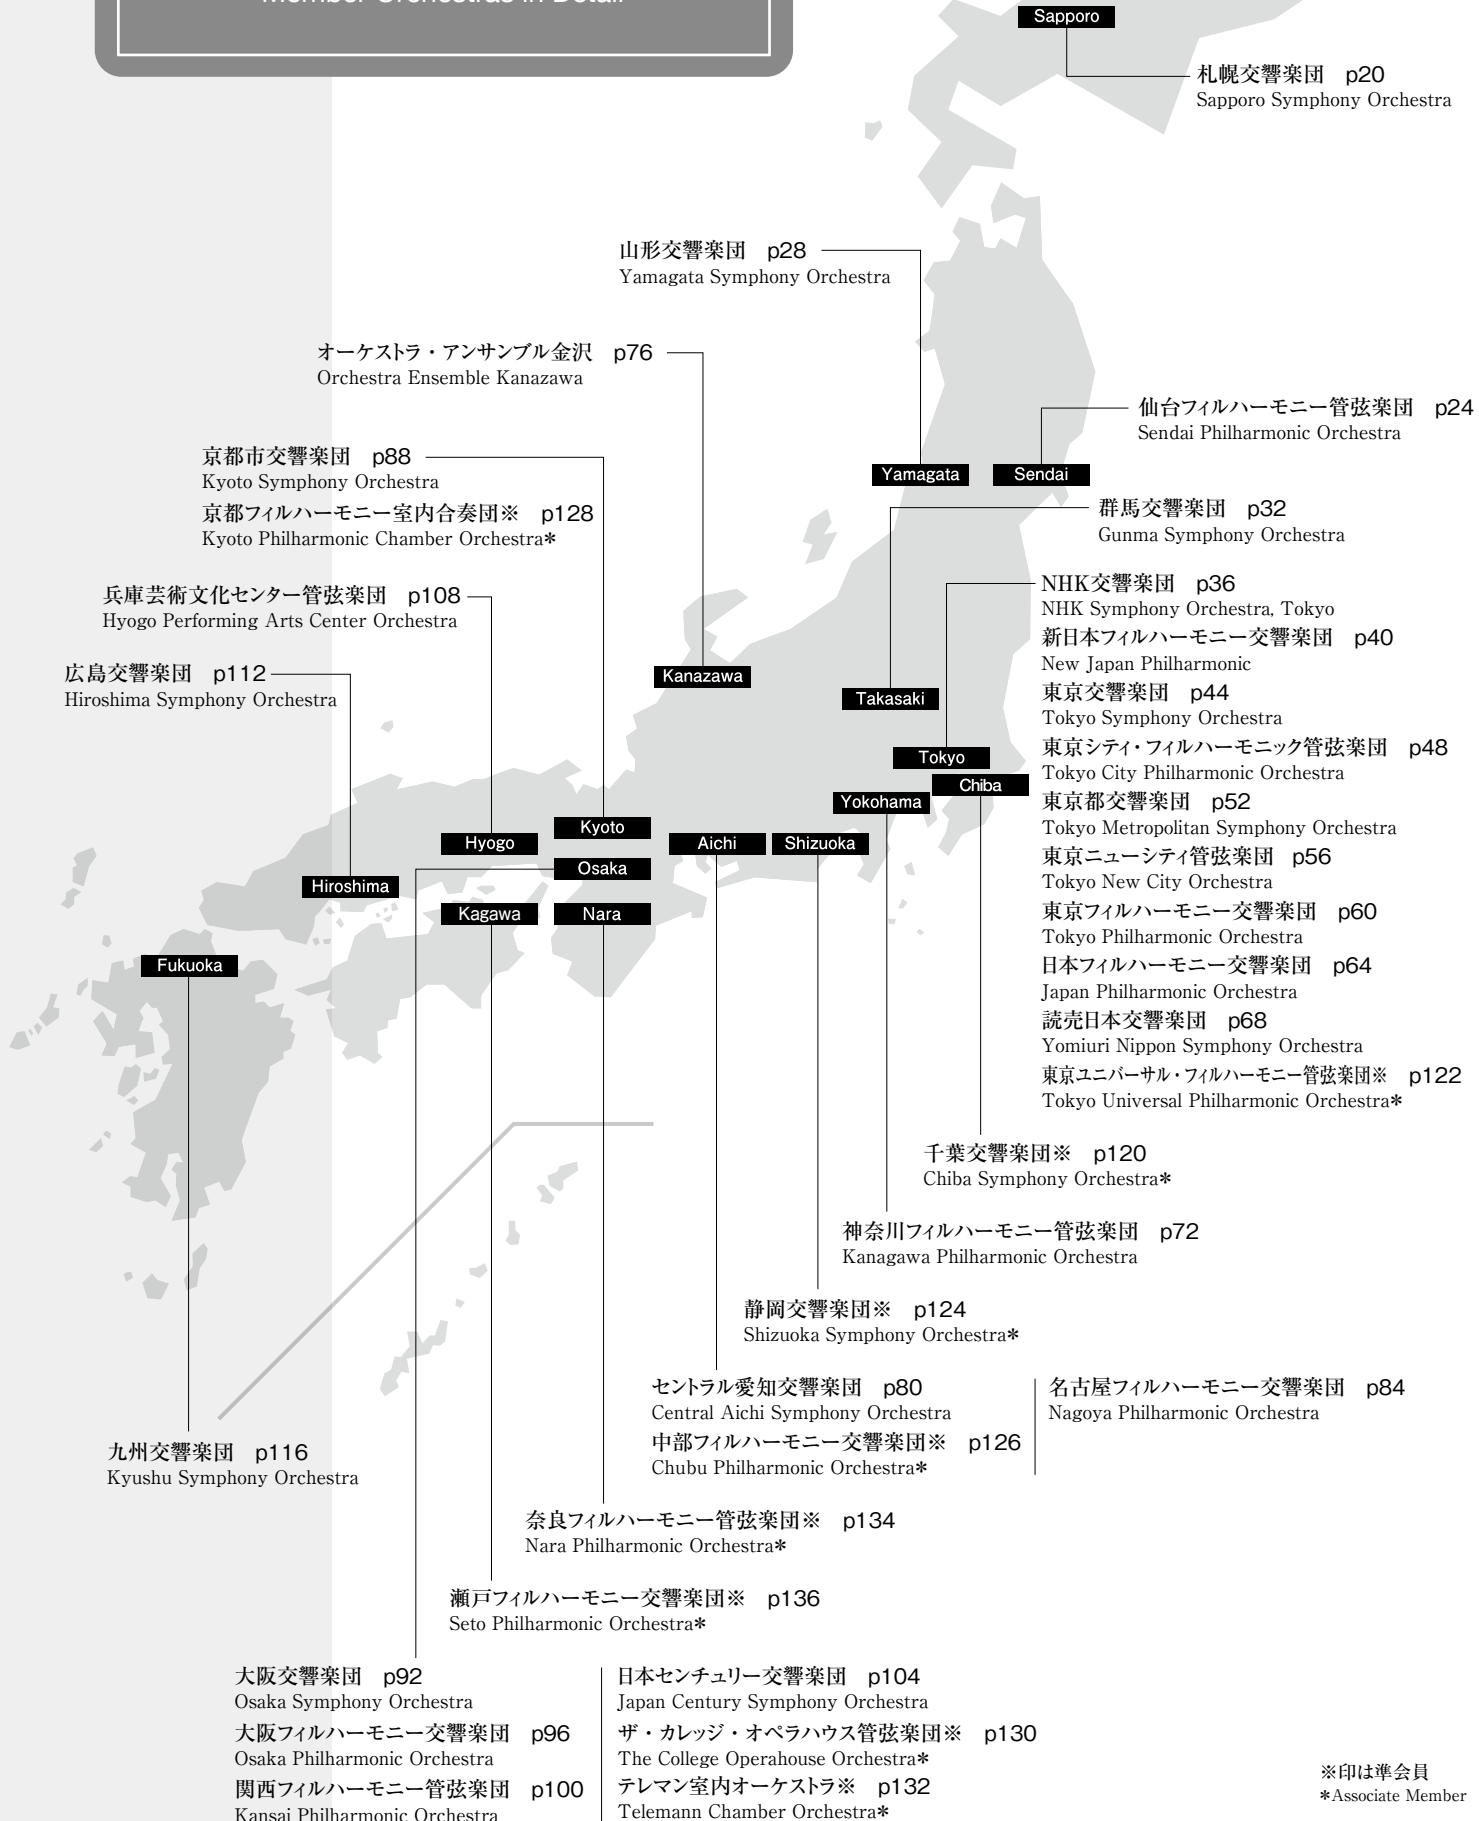 Member Orchestras in Detail
Sapporo
札幌交響楽団 p20
Sapporo Symphony Orchestra
山形交響楽団 p28
Yamagata Symphony Orchestra
オーケストラ・アンサンブル金沢 p76
Orchestra Ensemble Kanazawa
仙台フィルハーモニー管弦楽団 p24
Sendai Philharmonic Orchestra
京都市交響楽団 p88
Kyoto Symphony Orchestra
京都フィルハーモニー室内合奏団※ p128
Kyoto Philharmonic Chamber Orchestra*
Yamagata
Sendai
群馬交響楽団 p32
Gunma Symphony Orchestra
兵庫芸術文化センター管弦楽団 p108
Hyogo Performing Arts Center Orchestra
広島交響楽団 p112
Hiroshima Symphony Orchestra
NHK交響楽団 p36
NHK Symphony Orchestra, Tokyo
新日本フィルハーモニー交響楽団 p40
New Japan Philharmonic
東京交響楽団 p44
Tokyo Symphony Orchestra
東京シティ・フィルハーモニック管弦楽団 p48
Tokyo City Philharmonic Orchestra
東京都交響楽団 p52
Tokyo Metropolitan Symphony Orchestra
東京ニューシティ管弦楽団 p56
Tokyo New City Orchestra
東京フィルハーモニー交響楽団 p60
Tokyo Philharmonic Orchestra
日本フィルハーモニー交響楽団 p64
Japan Philharmonic Orchestra
読売日本交響楽団 p68
Yomiuri Nippon Symphony Orchestra
東京ユニバーサル・フィルハーモニー管弦楽団※ p122
Tokyo Universal Philharmonic Orchestra*
Kanazawa
Takasaki
Tokyo
Chiba
Yokohama
Kyoto
Hyogo
Aichi
Shizuoka
Osaka
Hiroshima
Kagawa
Nara
Fukuoka
千葉交響楽団※ p120
Chiba Symphony Orchestra*
神奈川フィルハーモニー管弦楽団 p72
Kanagawa Philharmonic Orchestra
静岡交響楽団※ p124
Shizuoka Symphony Orchestra*
セントラル愛知交響楽団 p80
Central Aichi Symphony Orchestra
中部フィルハーモニー交響楽団※ p126
Chubu Philharmonic Orchestra*
名古屋フィルハーモニー交響楽団 p84
Nagoya Philharmonic Orchestra
九州交響楽団 p116
Kyushu Symphony Orchestra
奈良フィルハーモニー管弦楽団※ p134
Nara Philharmonic Orchestra*
瀬戸フィルハーモニー交響楽団※ p136
Seto Philharmonic Orchestra*
大阪交響楽団 p92
Osaka Symphony Orchestra
大阪フィルハーモニー交響楽団 p96
Osaka Philharmonic Orchestra
関西フィルハーモニー管弦楽団 p100
Kansai Philharmonic Orchestra
日本センチュリー交響楽団 p104
Japan Century Symphony Orchestra
ザ・カレッジ・オペラハウス管弦楽団※ p130
The College Operahouse Orchestra*
テレマン室内オーケストラ※ p132
Telemann Chamber Orchestra*
※印は準会員
*Associate Member